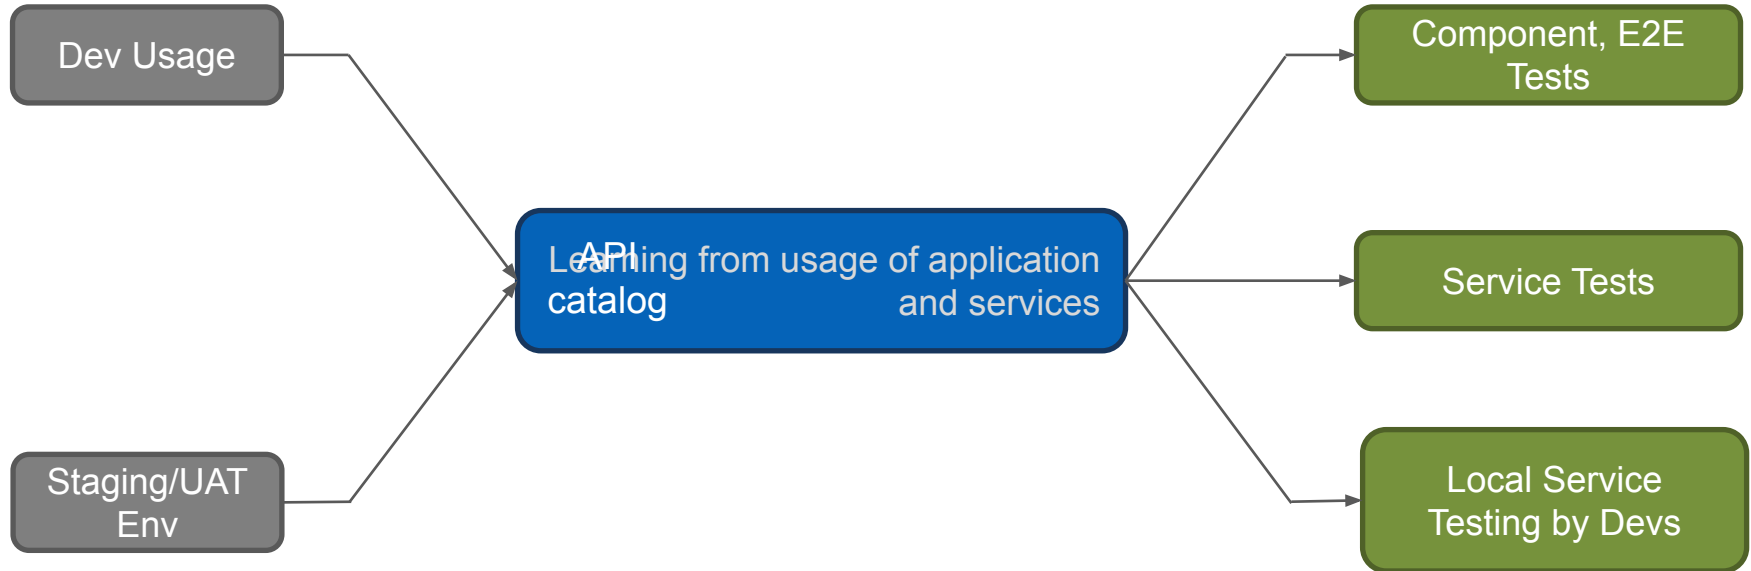 Dev Usage
Component, E2E
Tests
API
catalog
Learning from usage of application
and services
Service Tests
Staging/UAT
Env
Local Service
Testing by Devs